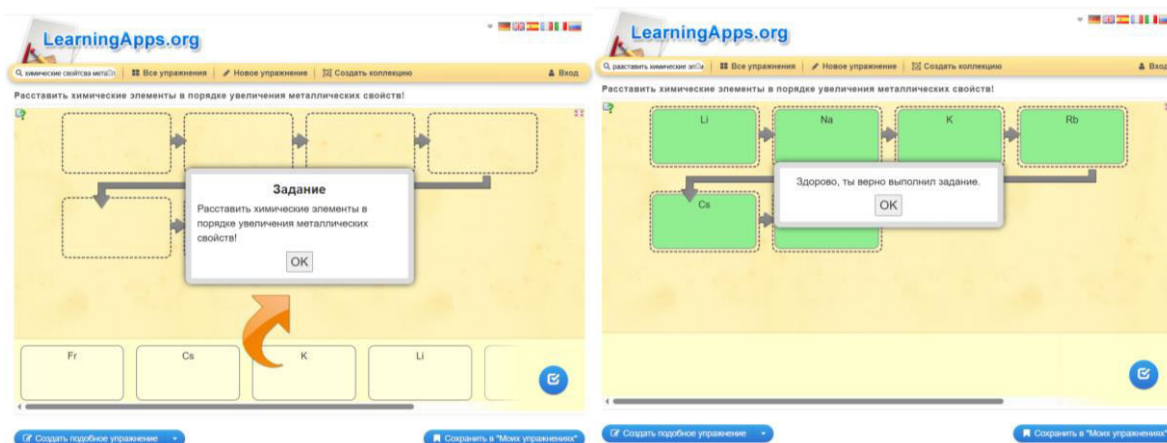 LearningApps.org
Все упражнения
Новое упражнение
Создать коллекцию
Вход
Расставить химические элементы в порядке увеличения металлических свойств!
Задание
Расставить химические элементы в
порядке увеличения металлических
свойств!
OK
Fr
Cs
K
Li
Создать подобное упражнение
Сохранить в "Моих упражнениях"
LearningApps.org
Все упражнения
Новое упражнение
Создать коллекцию
Вход
Расставить химические элементы в порядке увеличения металлических свойств!
Li
Na
K
Rb
Здорово, ты верно выполнил задание.
OK
Cs
Создать подобное упражнение
Сохранить в "Моих упражнениях"